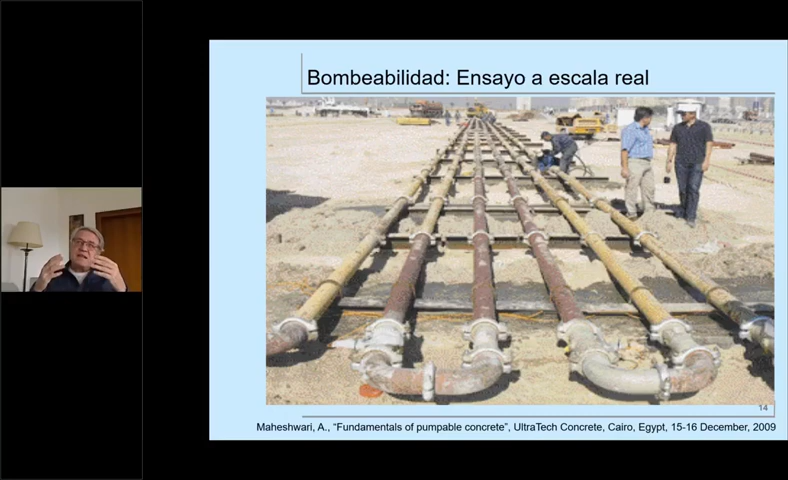 Bombeabilidad: Ensayo a escala real
14
Maheshwari, A., “Fundamentals of pumpable concrete”, UltraTech Concrete, Cairo, Egypt, 15-16 December, 2009